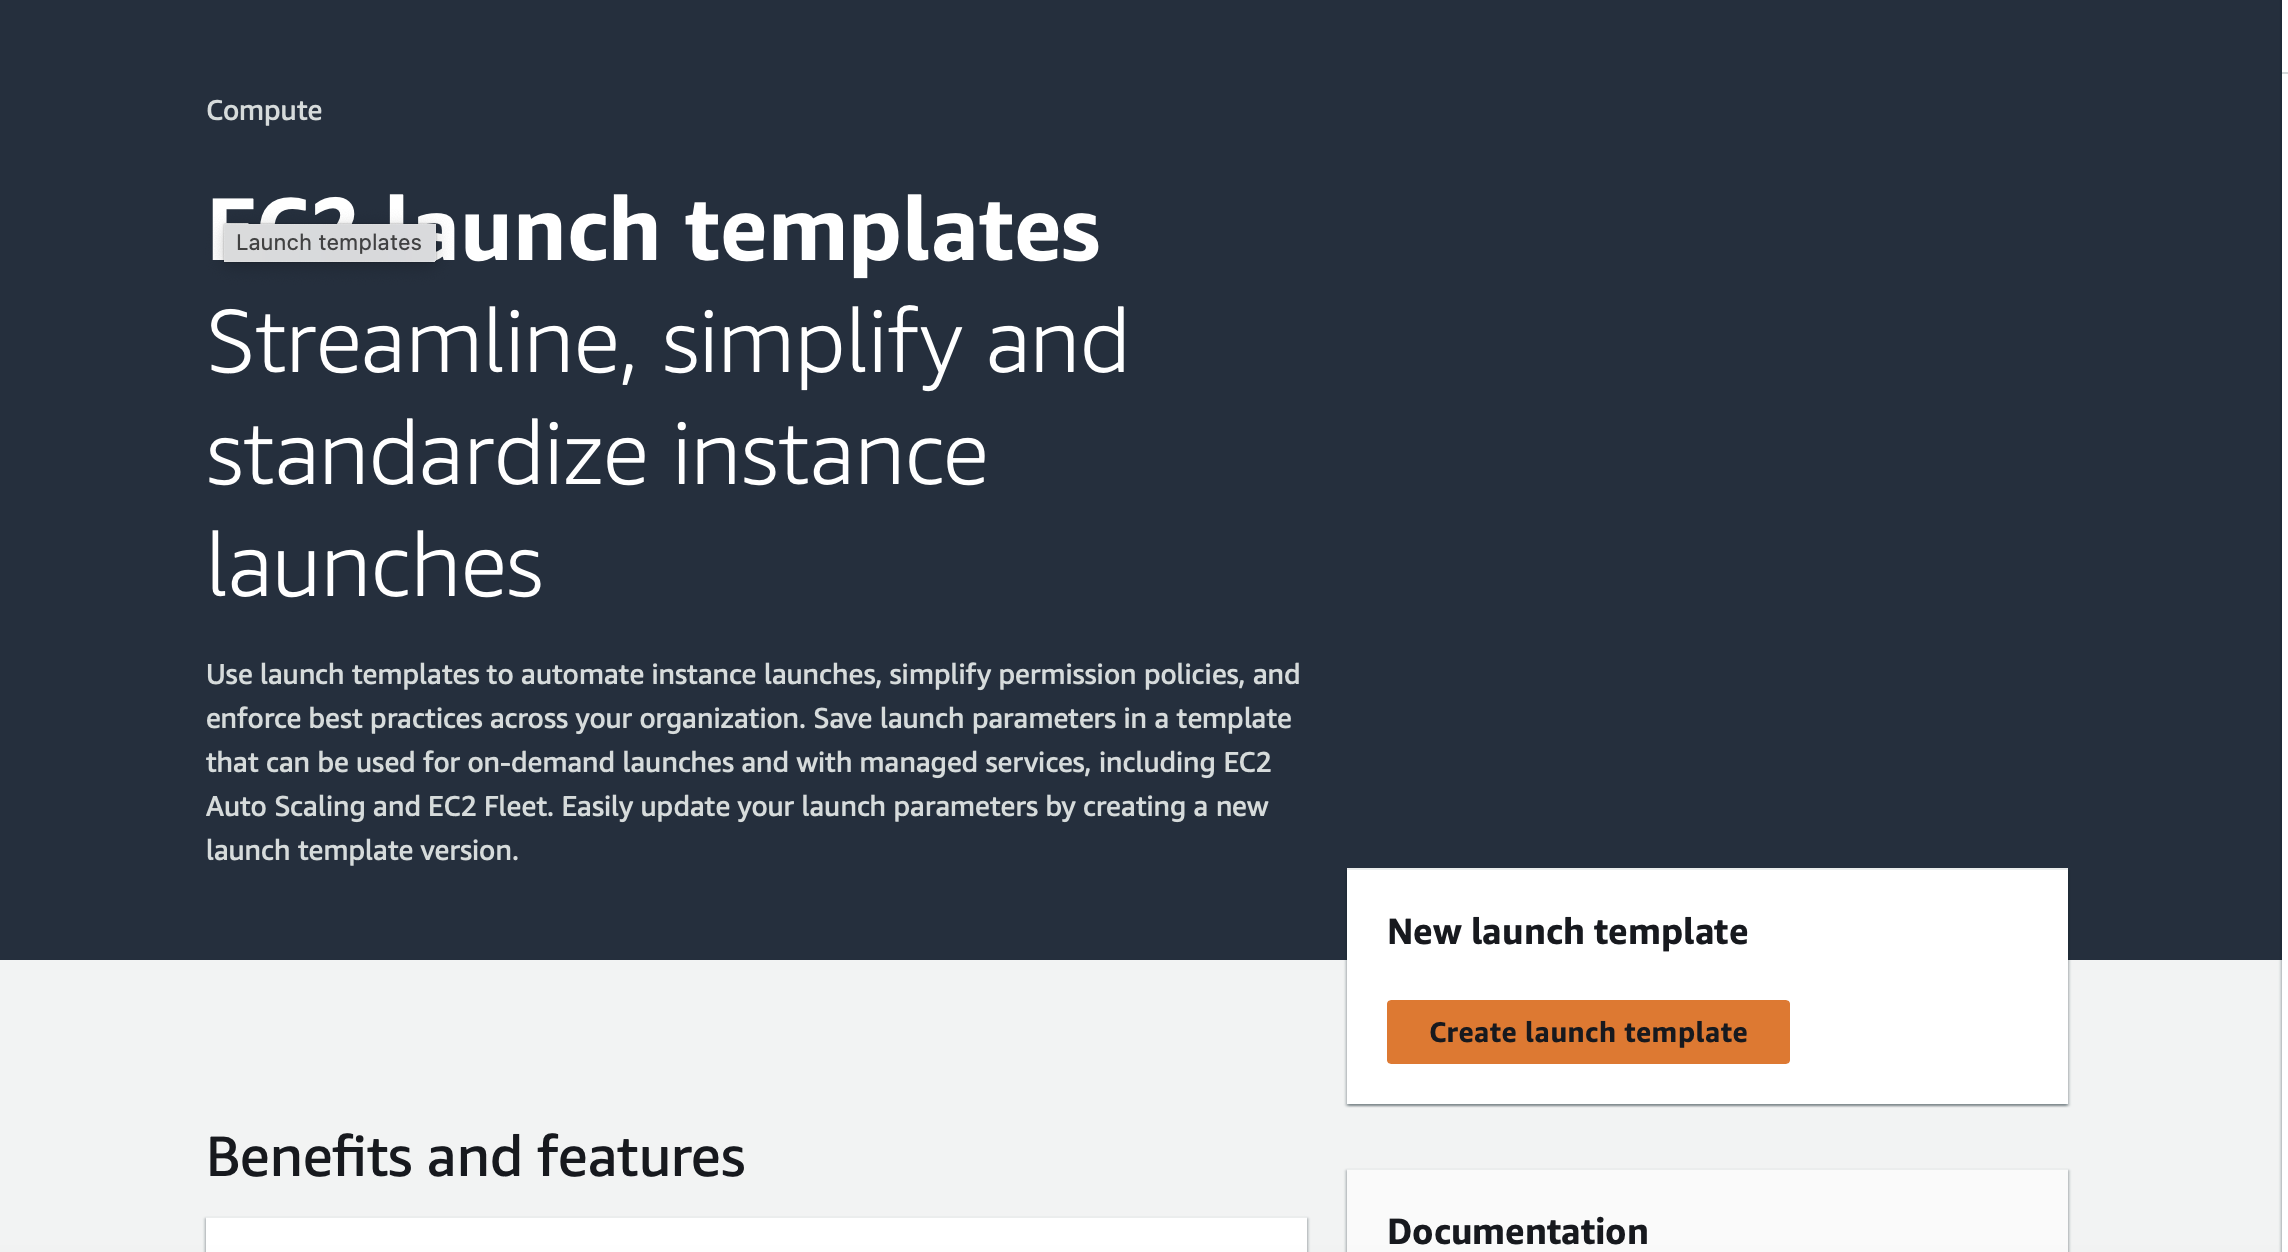 Compute
EC2 launch templates
Launch templates
Streamline, simplify and
standardize instance
launches
Use launch templates to automate instance launches, simplify permission policies, and
enforce best practices across your organization. Save launch parameters in a template
that can be used for on-demand launches and with managed services, including EC2
Auto Scaling and EC2 Fleet. Easily update your launch parameters by creating a new
launch template version.
New launch template
Create launch template
Benefits and features
Documentation